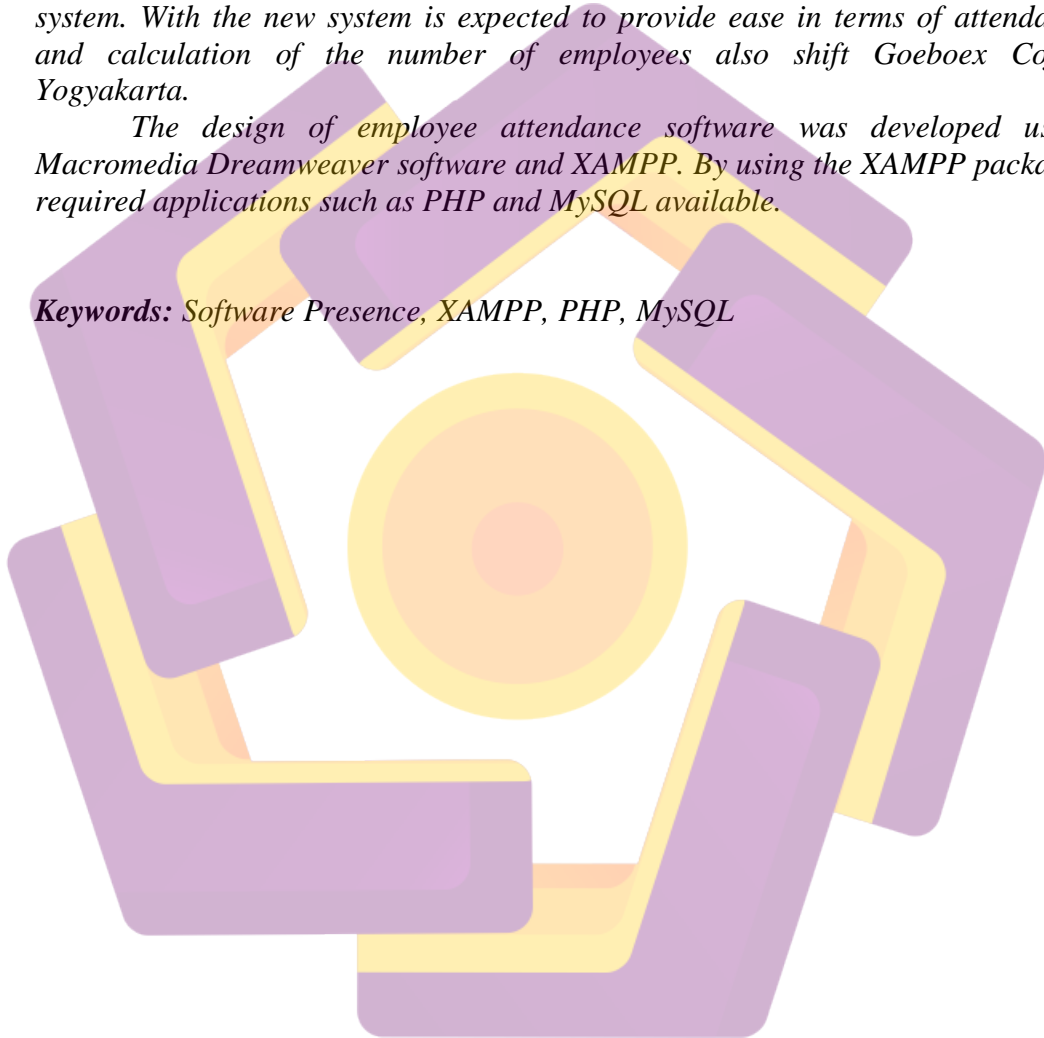 system. With the new system is expected to provide ease in terms of attenda
and calculation of the number of employees also shift Goeboex Co
Yogyakarta.
The design of employee attendance software was developed us
Macromedia Dreamweaver software and XAMPP. By using the XAMPP packa
required applications such as PHP and MySQL available.
Keywords: Software Presence, XAMPP, PHP, MySQL